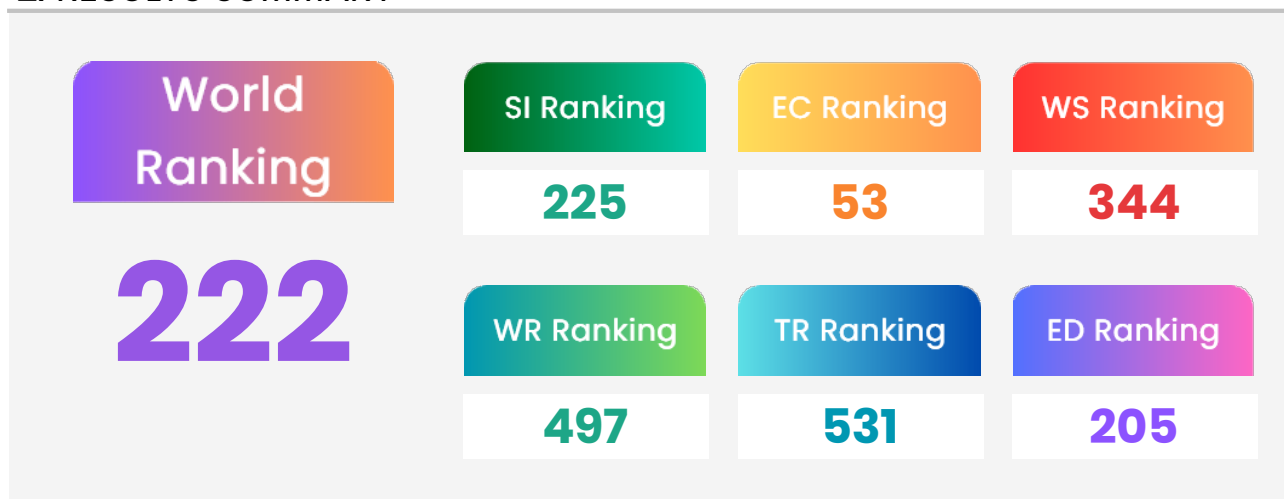 World
Ranking
222
SI Ranking
225
EC Ranking
53
WS Ranking
344
WR Ranking
497
TR Ranking
531
ED Ranking
205